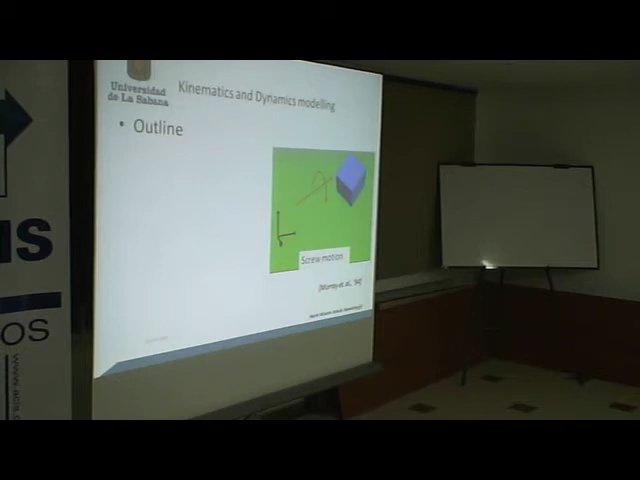 Universidad
de La Sabana
Kinematics and Dynamics modelling
• Outline
Screw motion
[Murray et. al., '94]
IS
OS